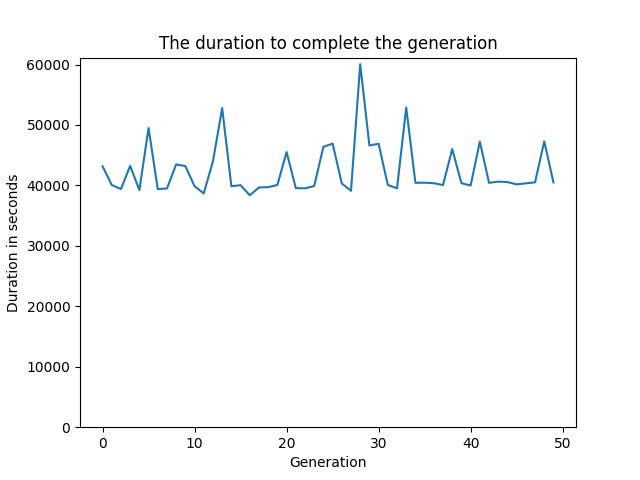 The duration to complete the generation
60000
50000
40000
30000
20000
10000
0
Duration in seconds
0 10 20 30 40 50
Generation